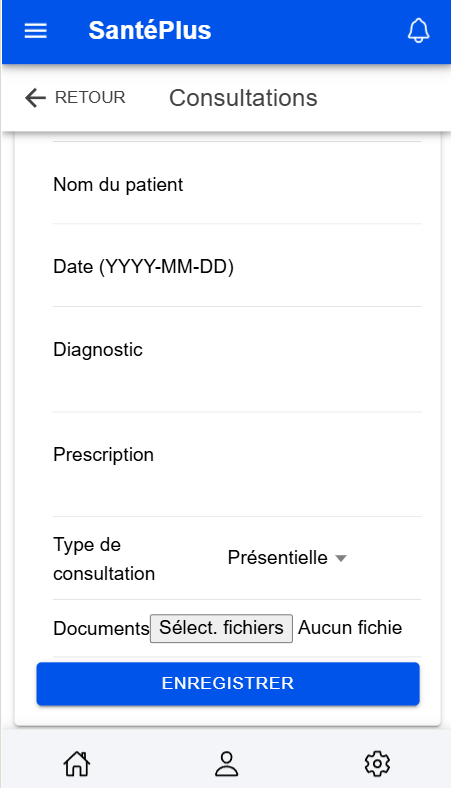 SantéPlus
RETOUR Consultations
Nom du patient
Date (YYYY-MM-DD)
Diagnostic
Prescription
Type de
consultation
Présentielle
Documents Sélect. fichiers Aucun fichie
ENREGISTRER